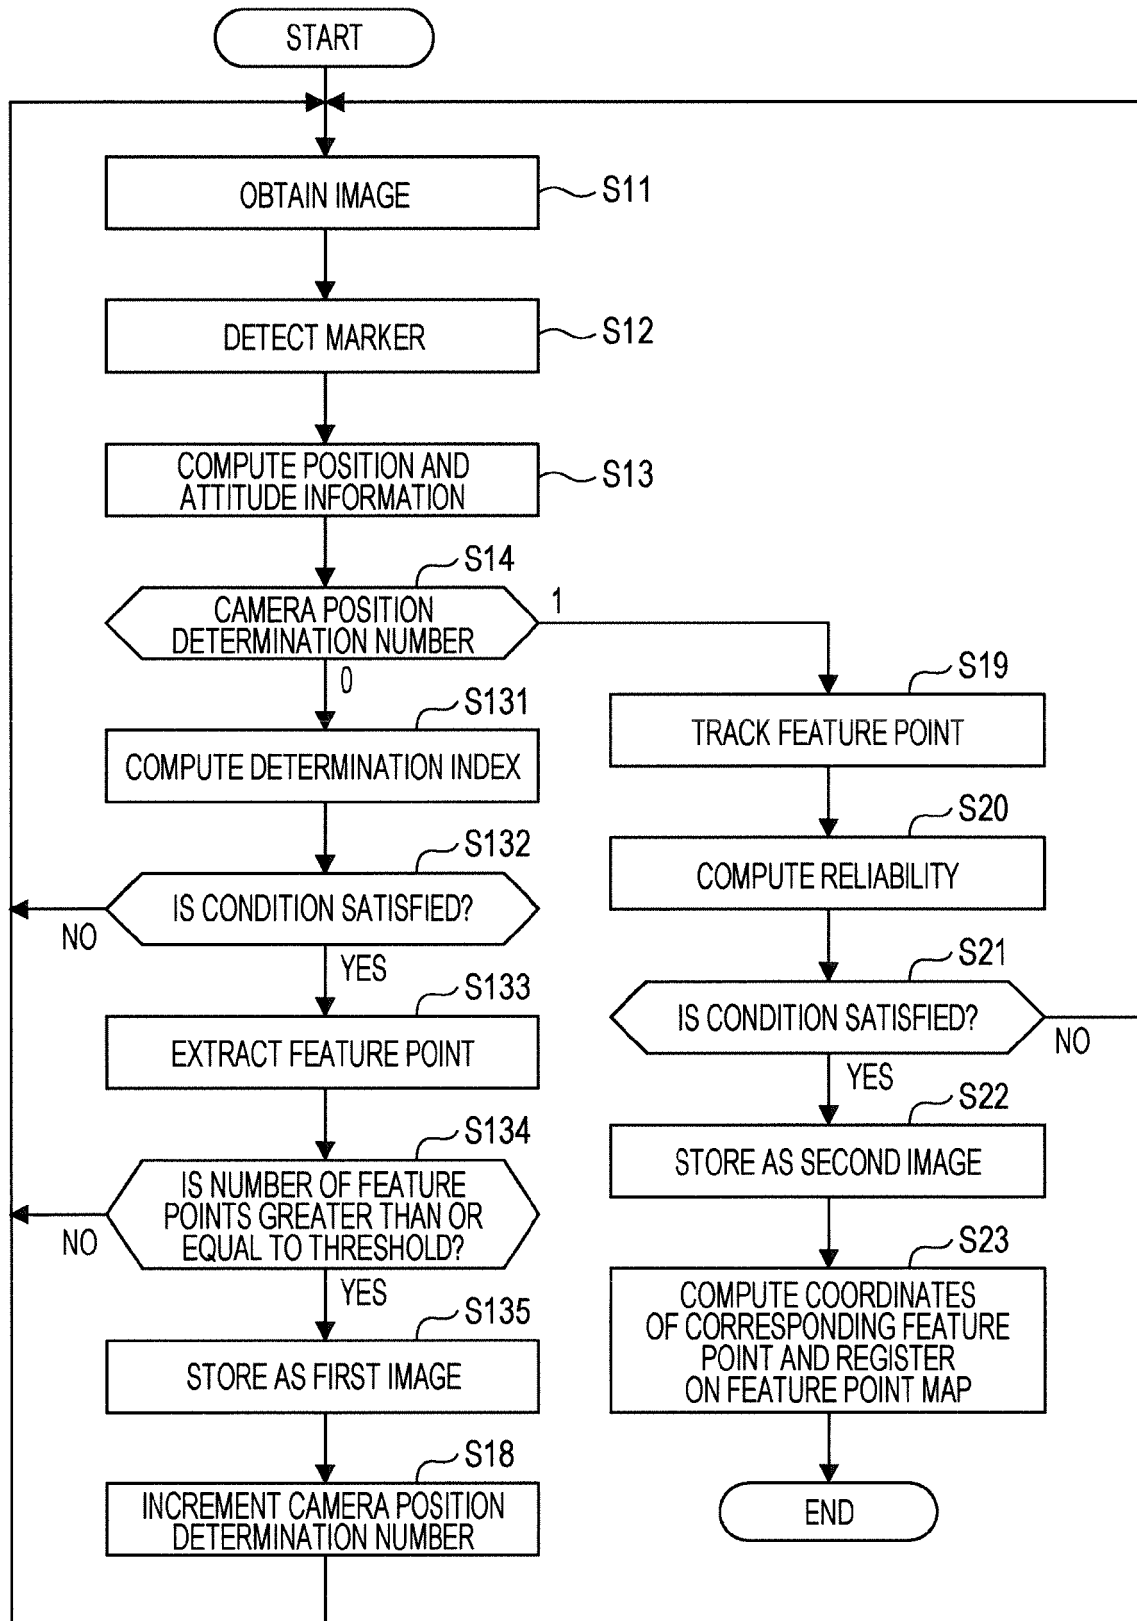 START
OBTAIN IMAGE
S11
DETECT MARKER
S12
COMPUTE POSITION AND
ATTITUDE INFORMATION
S13
S14
CAMERA POSITION
DETERMINATION NUMBER
1
0
S131
COMPUTE DETERMINATION INDEX
S132
IS CONDITION SATISFIED?
NO
YES
S133
EXTRACT FEATURE POINT
S134
IS NUMBER OF FEATURE
POINTS GREATER THAN OR
EQUAL TO THRESHOLD?
NO
YES
S135
STORE AS FIRST IMAGE
S18
INCREMENT CAMERA POSITION
DETERMINATION NUMBER
S19
TRACK FEATURE POINT
S20
COMPUTE RELIABILITY
S21
IS CONDITION SATISFIED?
NO
YES
S22
STORE AS SECOND IMAGE
S23
COMPUTE COORDINATES
OF CORRESPONDING FEATURE
POINT AND REGISTER
ON FEATURE POINT MAP
END